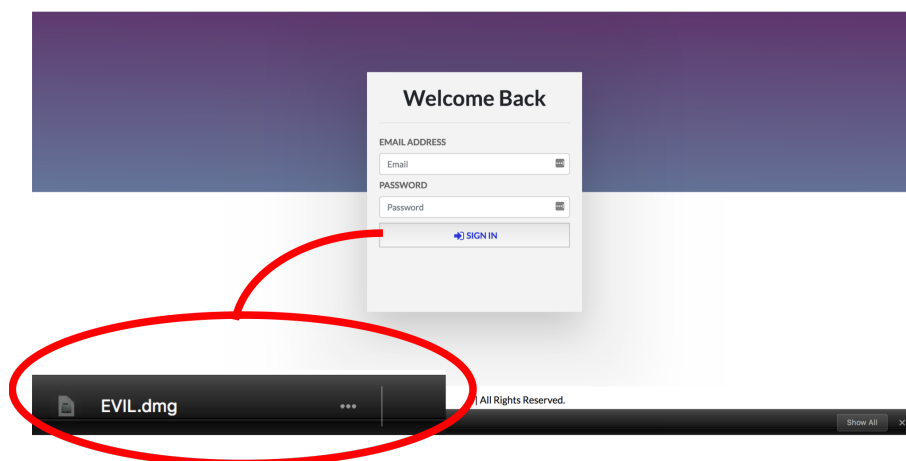 Welcome Back
EMAIL ADDRESS
Email
PASSWORD
Password
SIGN IN
| All Rights Reserved.
EVIL.dmg
Show All